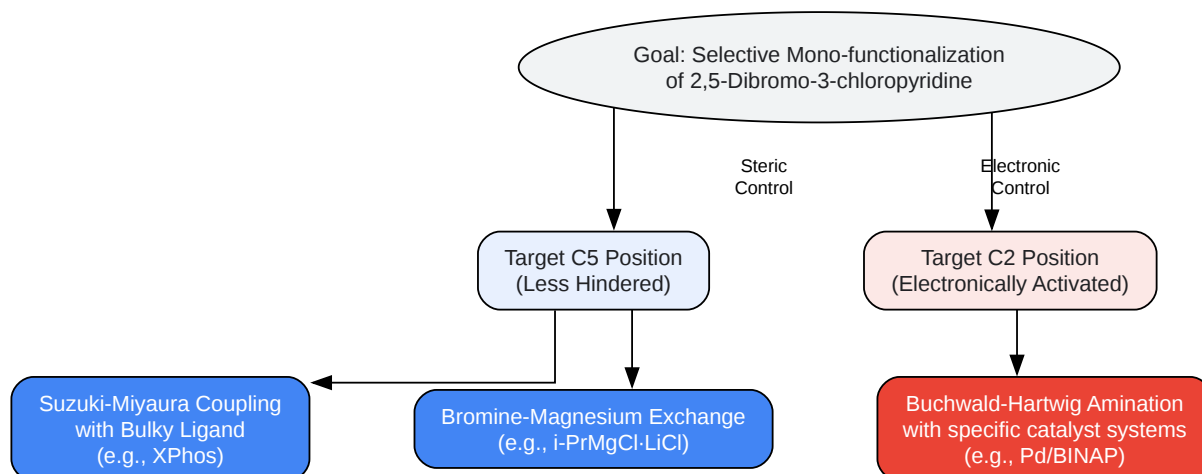 Goal: Selective Mono-functionalization
of 2,5-Dibromo-3-chloropyridine
Steric
Control
Electronic
Control
Target C5 Position
(Less Hindered)
Target C2 Position
(Electronically Activated)
Suzuki-Miyaura Coupling
with Bulky Ligand
(e.g., XPhos)
Bromine-Magnesium Exchange
(e.g., i-PrMgCl·LiCl)
Buchwald-Hartwig Amination
with specific catalyst systems
(e.g., Pd/BINAP)